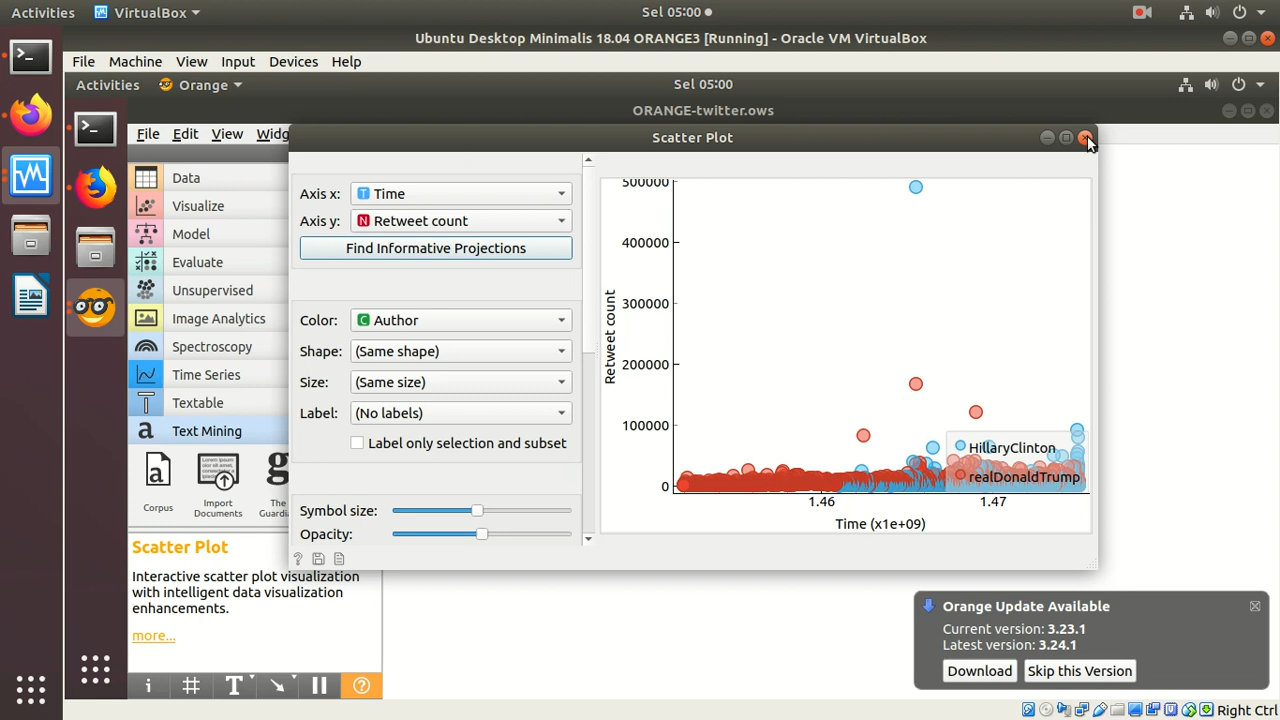 Activities VirtualBox Sel 05:00
Ubuntu Desktop Minimalis 18.04 ORANGE3 [Running] - Oracle VM VirtualBox
File Machine View Input Devices Help
Activities Orange Sel 05:00
ORANGE-twitter.ows
File Edit View Widg
Scatter Plot
Data
Visualize
Model
Evaluate
Unsupervised
Image Analytics
Spectroscopy
Time Series
Textable
Text Mining
Corpus
Import
Documents
The
Guardia
Scatter Plot
Interactive scatter plot visualization
with intelligent data visualization
enhancements.
more...
Axis x: T Time
Axis y: N Retweet count
Find Informative Projections
Color: C Author
Shape: (Same shape)
Size: (Same size)
Label: (No labels)
Label only selection and subset
Symbol size:
Opacity:
Retweet count
500000
400000
300000
200000
100000
0
1.46 1.47
Time (x1e+09)
HillaryClinton
realDonaldTrump
Orange Update Available
Current version: 3.23.1
Latest version: 3.24.1
Download Skip this Version
Right Ctrl